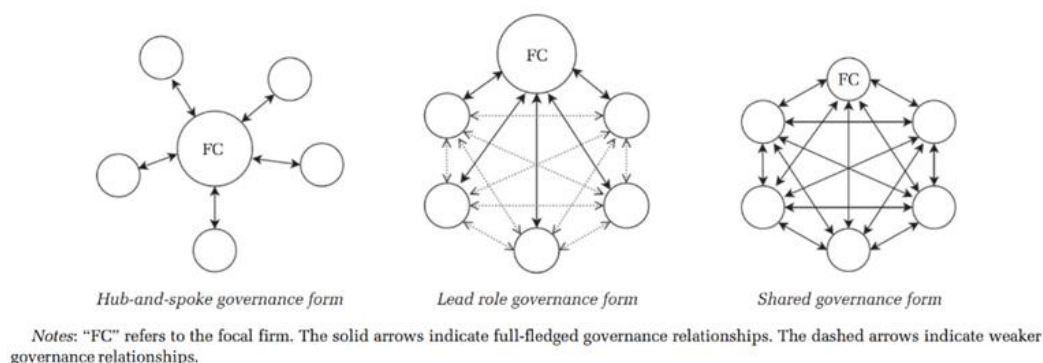 FC
FC
FC
Hub-and-spoke governance form
Lead role governance form
Shared governance form
Notes: “FC” refers to the focal firm. The solid arrows indicate full-fledged governance relationships. The dashed arrows indicate weaker
governance relationships.